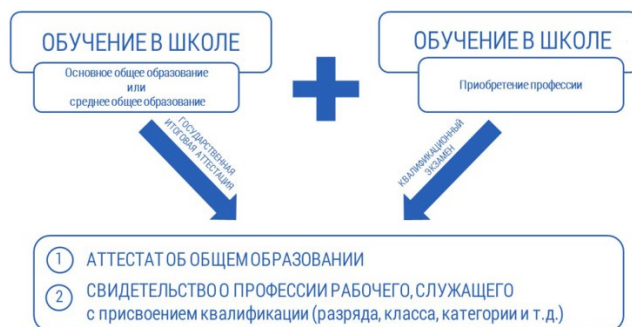 ОБУЧЕНИЕ В ШКОЛЕ
Основное общее образование
или
среднее общее образование
ОБУЧЕНИЕ В ШКОЛЕ
Приобретение профессии
ГОСУДАРСТВЕННАЯ
ИТОГОВАЯ АТТЕСТАЦИЯ
КВАЛИФИКАЦИОННЫЙ
ЭКЗАМЕН
1 АТТЕСТАТ ОБ ОБЩЕМ ОБРАЗОВАНИИ
2 СВИДЕТЕЛЬСТВО О ПРОФЕССИИ РАБОЧЕГО, СЛУЖАЩЕГО
с присвоением квалификации (разряда, класса, категории и т.д.)